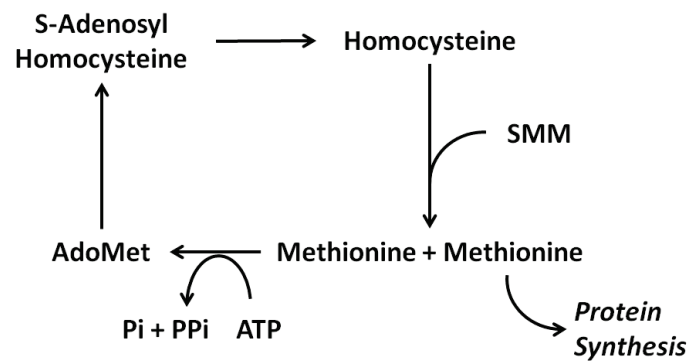 S-Adenosyl
Homocysteine
Homocysteine
SMM
AdoMet
Methionine + Methionine
Pi + PPi
ATP
Protein
Synthesis